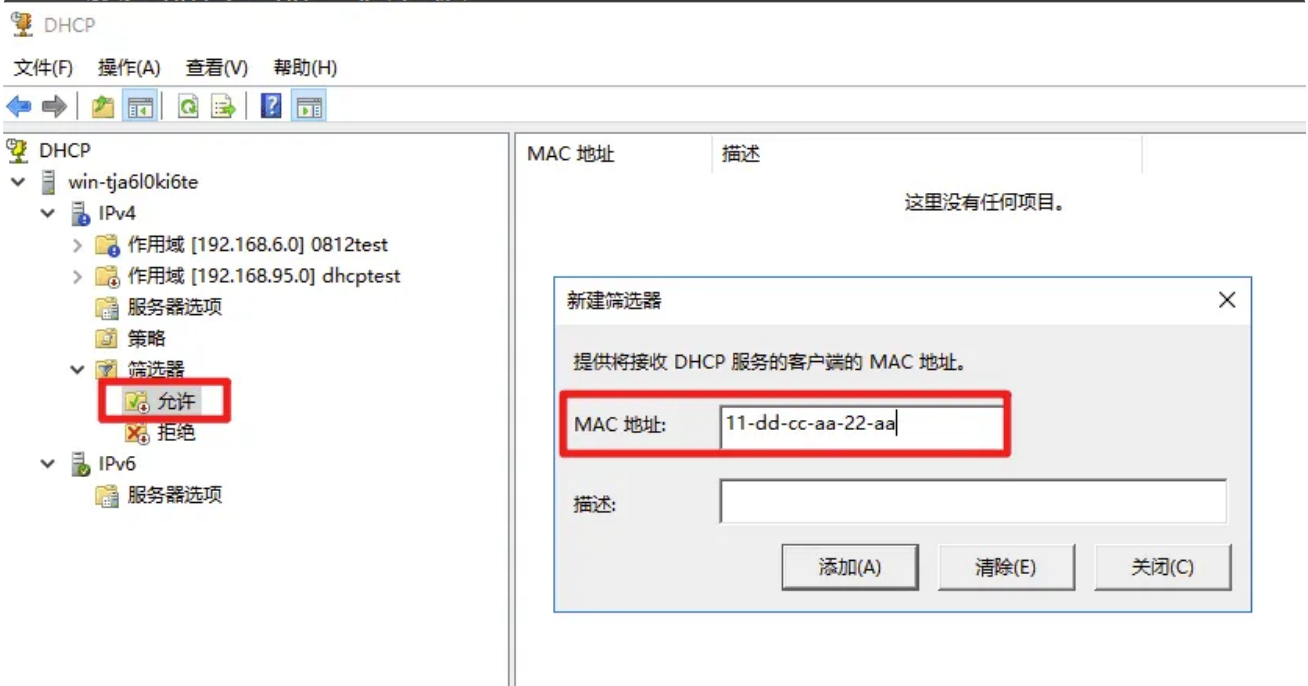 DHCP
文件(F) 操作(A) 查看(V) 帮助(H)
DHCP
win-tja6l0ki6te
IPv4
作用域 [192.168.6.0] 0812test
作用域 [192.168.95.0] dhcptest
服务器选项
策略
筛选器
允许
拒绝
IPv6
服务器选项
MAC 地址 描述
这里没有任何项目。
新建筛选器
提供将接收 DHCP 服务的客户端的 MAC 地址。
MAC 地址: 11-dd-cc-aa-22-aa
描述:
添加(A) 清除(E) 关闭(C)